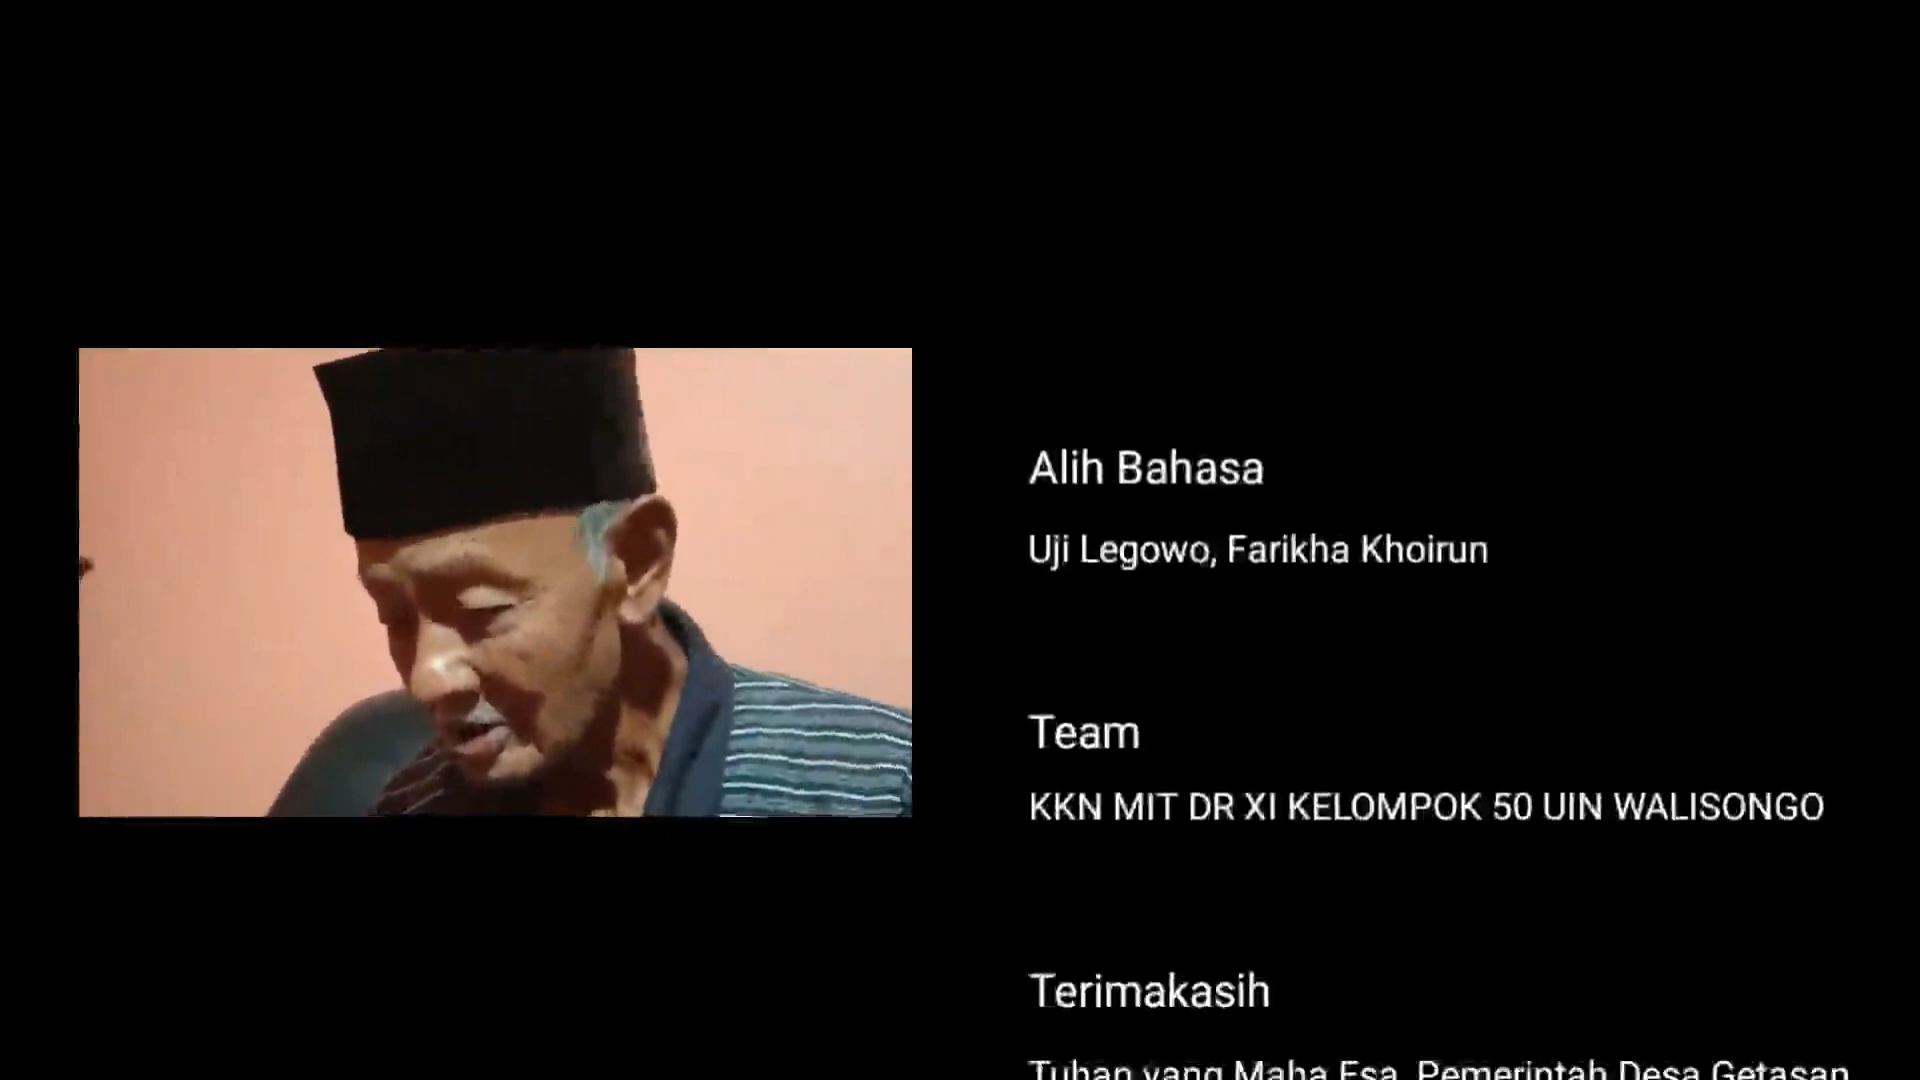 Alih Bahasa
Uji Legowo, Farikha Khoirun
Team
KKN MIT DR XI KELOMPOK 50 UIN WALISONGO
Terimakasih
Tuhan yang Maha Esa, Pemerintah Desa Getasan